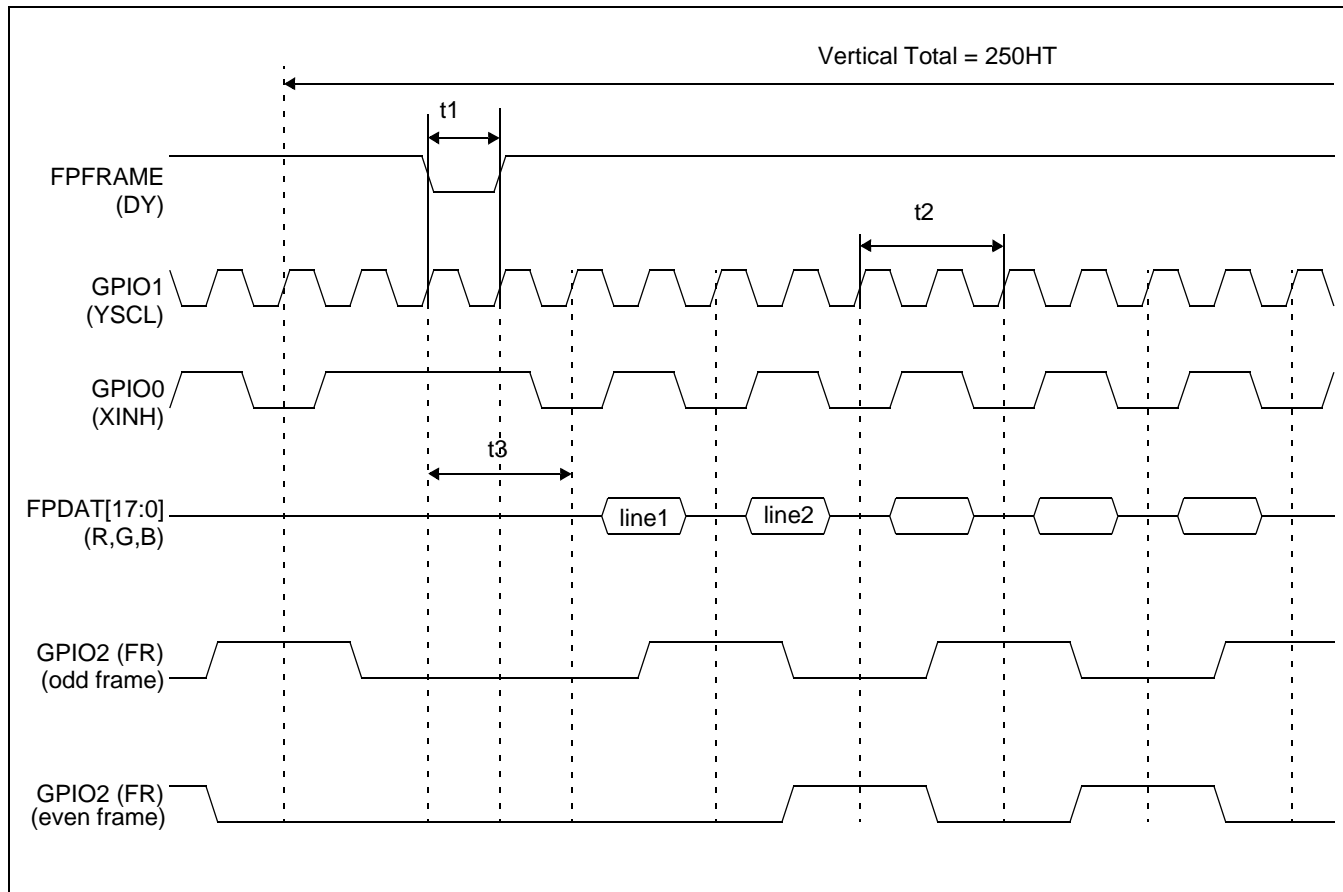 Vertical Total = 250HT
t1
FPFRAME
(DY)
t2
GPIO1
(YSCL)
GPIO0
(XINH)
t3
FPDAT[17:0]
(R,G,B)
line1
line2
GPIO2 (FR)
(odd frame)
GPIO2 (FR)
(even frame)